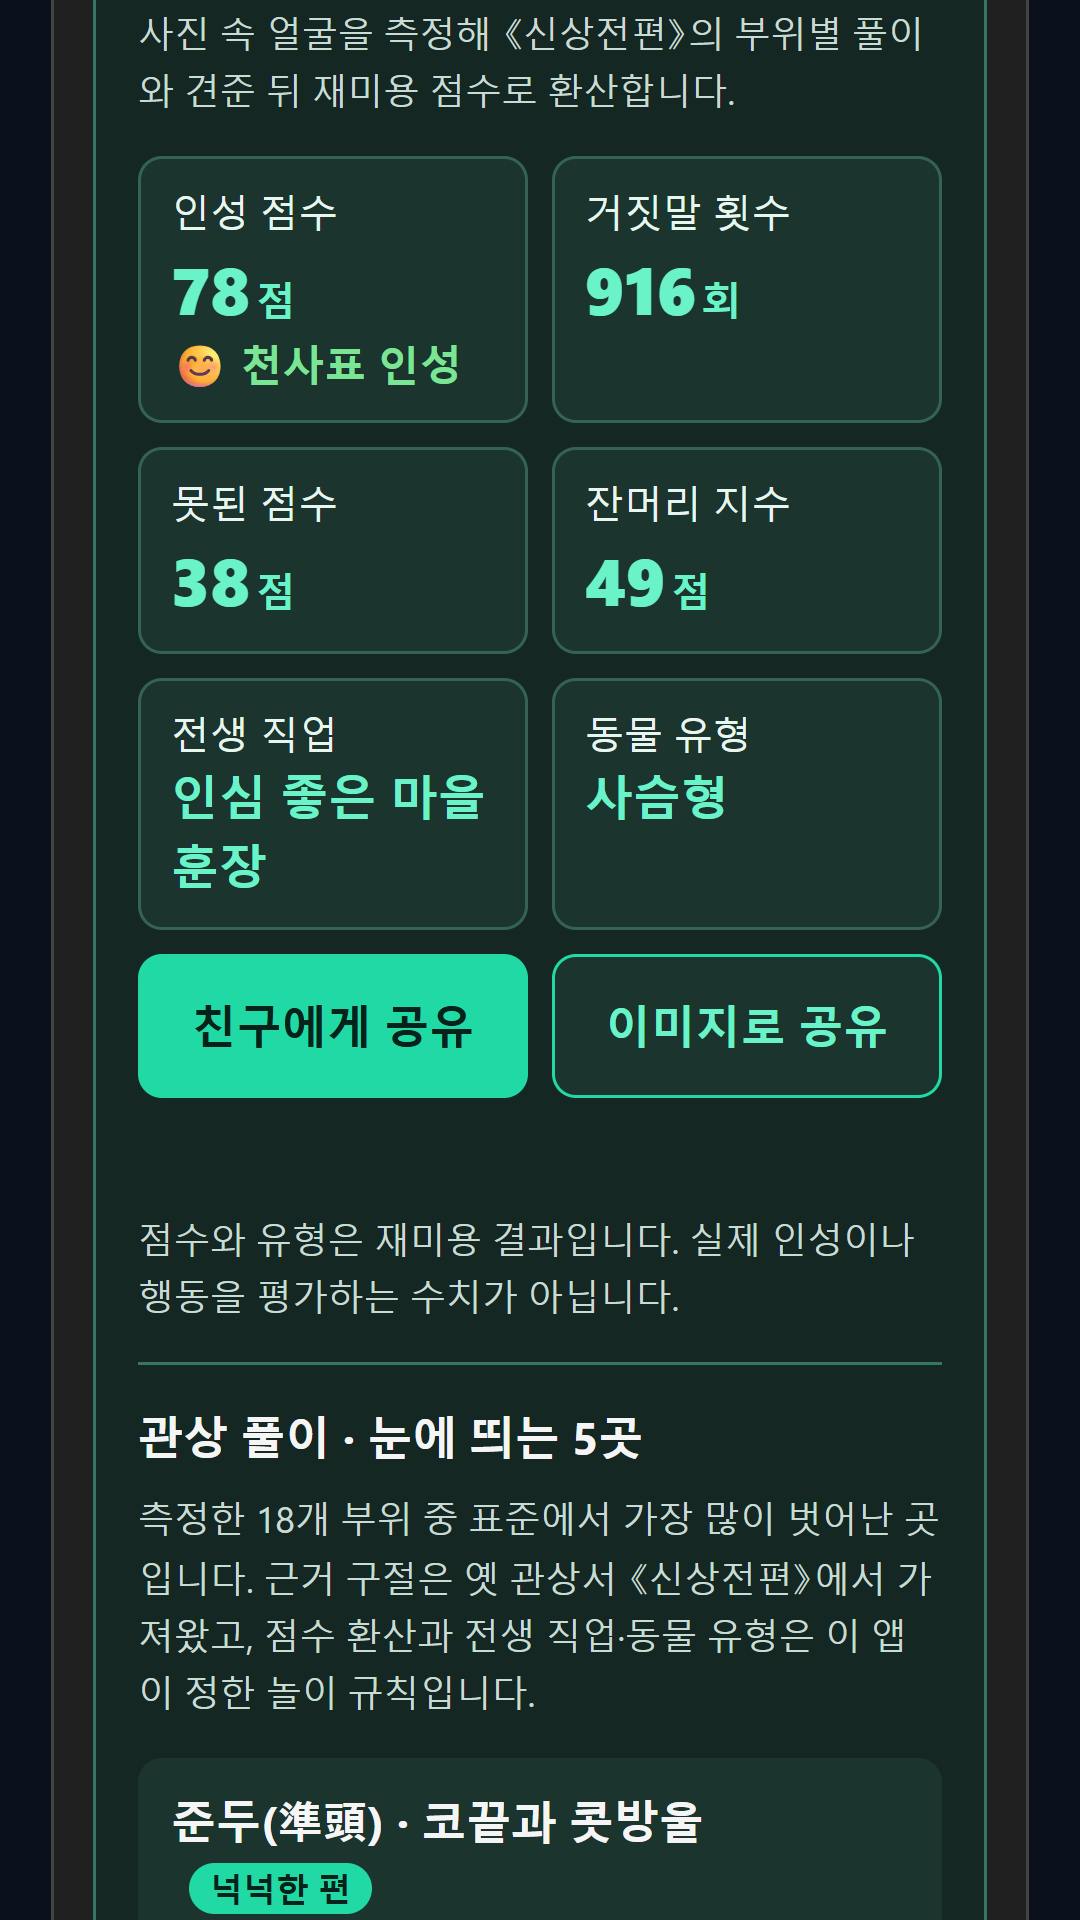 사진 속 얼굴을 측정해 《신상전편》의 부위별 풀이
와 견준 뒤 재미용 점수로 환산합니다.
인성 점수
78점
😊 천사표 인성
거짓말 횟수
916회
못된 점수
38점
잔머리 지수
49점
전생 직업
인심 좋은 마을
훈장
동물 유형
사슴형
친구에게 공유
이미지로 공유
점수와 유형은 재미용 결과입니다. 실제 인성이나
행동을 평가하는 수치가 아닙니다.
관상 풀이 · 눈에 띄는 5곳
측정한 18개 부위 중 표준에서 가장 많이 벗어난 곳
입니다. 근거 구절은 옛 관상서 《신상전편》에서 가
져왔고, 점수 환산과 전생 직업·동물 유형은 이 앱
이 정한 놀이 규칙입니다.
준두(準頭) · 코끝과 콧방울
넉넉한 편